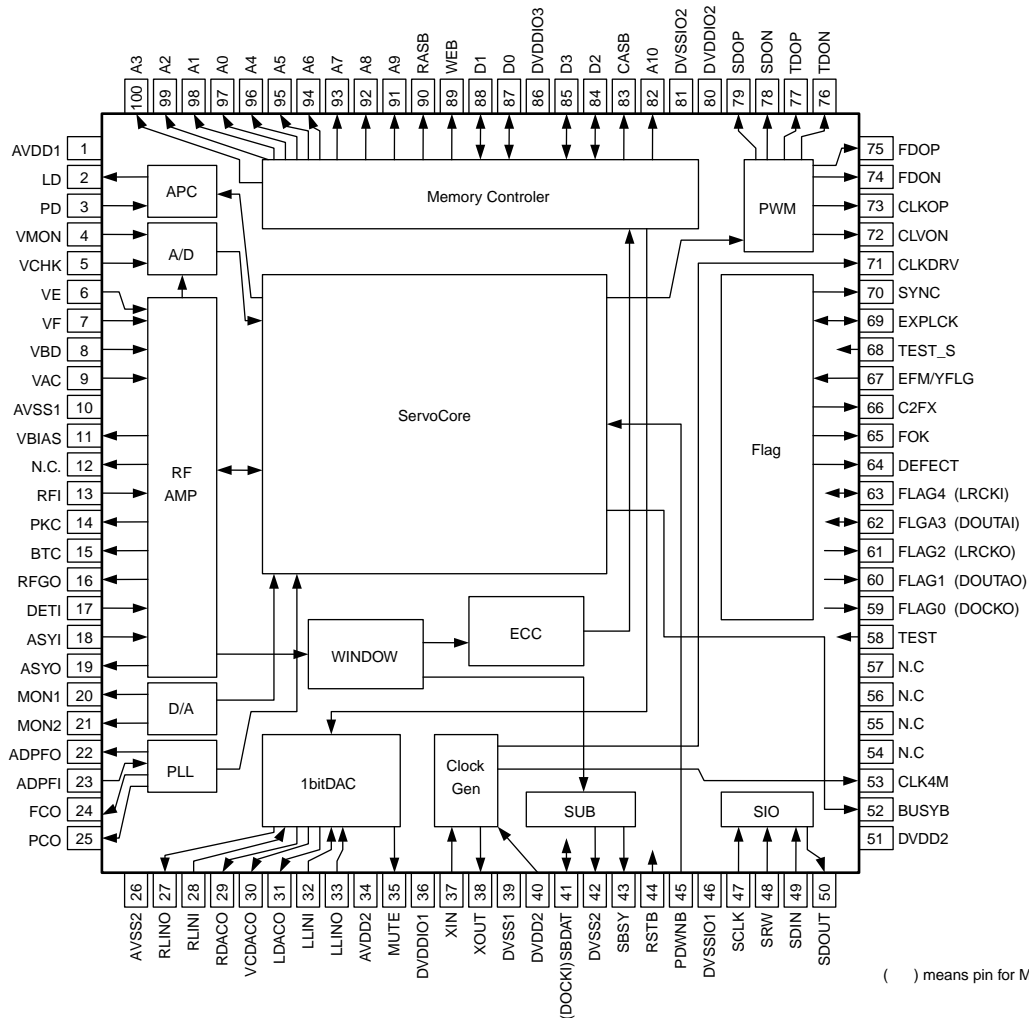 A3
A2
A1
A0
A4
A5
A6
A7
A8
A9
RASB
WEB
D1
D0
DVDDIO3
D3
D2
CASB
A10
DVSSIO2
DVDDIO2
SDOP
SDON
TDOP
TDON
100
99
98
97
96
95
94
93
92
91
90
89
88
87
86
85
84
83
82
81
80
79
78
77
76
AVDD1 1
LD 2
PD 3
VMON 4
VCHK 5
VE 6
VF 7
VBD 8
VAC 9
AVSS1 10
VBIAS 11
N.C. 12
RFI 13
PKC 14
BTC 15
RFGO 16
DETI 17
ASYI 18
ASYO 19
MON1 20
MON2 21
ADPFO 22
ADPFI 23
FCO 24
PCO 25
APC
A/D
RF
AMP
D/A
PLL
Memory Controler
ServoCore
PWM
Flag
WINDOW
ECC
1bitDAC
Clock
Gen
SUB
SIO
75 FDOP
74 FDON
73 CLKOP
72 CLVON
71 CLKDRV
70 SYNC
69 EXPLCK
68 TEST_S
67 EFM/YFLG
66 C2FX
65 FOK
64 DEFECT
63 FLAG4 (LRCKI)
62 FLGA3 (DOUTAI)
61 FLAG2 (LRCKO)
60 FLAG1 (DOUTAO)
59 FLAG0 (DOCKO)
58 TEST
57 N.C
56 N.C
55 N.C
54 N.C
53 CLK4M
52 BUSYB
51 DVDD2
26
27
28
29
30
31
32
33
34
35
36
37
38
39
40
41
42
43
44
45
46
47
48
49
50
AVSS2
RLINO
RLINI
RDACO
VCDACO
LDACO
LLINI
LLINO
AVDD2
MUTE
DVDDIO1
XIN
XOUT
DVSS1
DVDD2
(DOCKI)SBDAT
DVSS2
SBSY
RSTB
PDWNB
DVSSIO1
SCLK
SRW
SDIN
SDOUT
( ) means pin for M